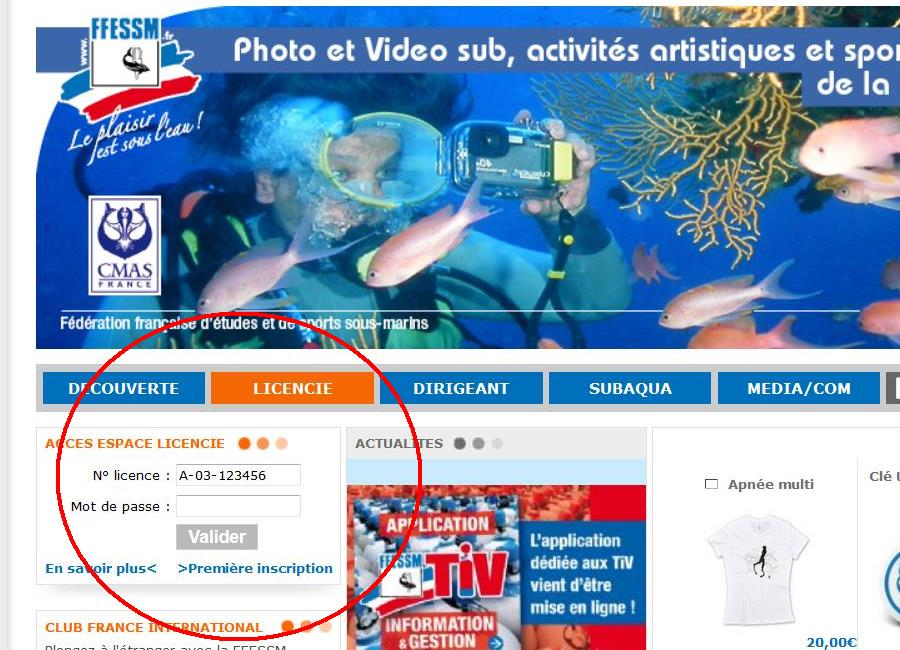 www.FFESSM.fr
Photo et Video sub, activités artistiques et spor
de la
Le plaisir
est sous l'eau !
CMAS
FRANCE
Fédération française d'études et de sports sous-marins
DECOUVERTE
LICENCIE
DIRIGEANT
SUBAQUA
MEDIA/COM
ACCES ESPACE LICENCIE
N° licence : A-03-123456
Mot de passe :
Valider
En savoir plus< >Première inscription
CLUB FRANCE INTERNATIONAL
Plongez à l'étranger avec la FFESSM
ACTUALITES
APPLICATION
FFESSM
TiV
INFORMATION
& GESTION
L'application
dédiée aux TiV
vient d'être
mise en ligne !
Apnée multi
20,00€
Clé